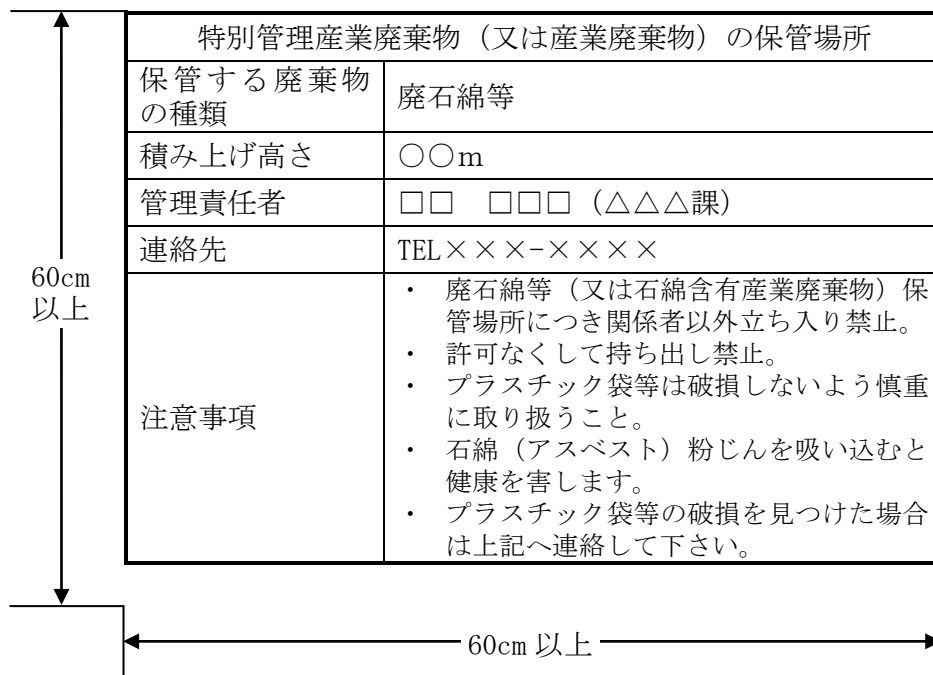 特別管理産業廃棄物（又は産業廃棄物）の保管場所
保管する廃棄物
の種類
廃石綿等
積み上げ高さ
○○ｍ
管理責任者
□□　□□□（△△△課）
連絡先
TEL×××-××××
注意事項
・　廃石綿等（又は石綿含有産業廃棄物）保
管場所につき関係者以外立ち入り禁止。
・　許可なくして持ち出し禁止。
・　プラスチック袋等は破損しないよう慎重
に取り扱うこと。
・　石綿（アスベスト）粉じんを吸い込むと
健康を害します。
・　プラスチック袋等の破損を見つけた場合
は上記へ連絡して下さい。
60cm
以上
60cm 以上